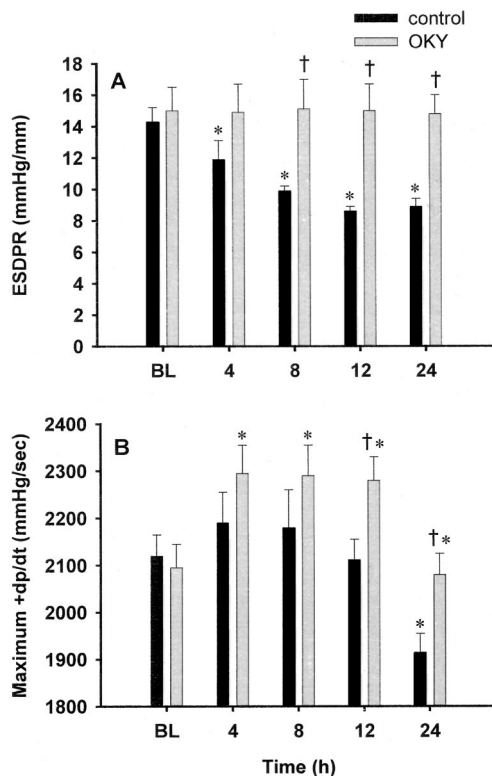 control
OKY
A
† † †
* * * *
18
16
14
12
10
8
6
4
2
0
ESDPR (mmHg/mm)
BL 4 8 12 24
B
* * †* †*
*
2400
2300
2200
2100
2000
1900
1800
Maximum +dp/dt (mmHg/sec)
BL 4 8 12 24
Time (h)